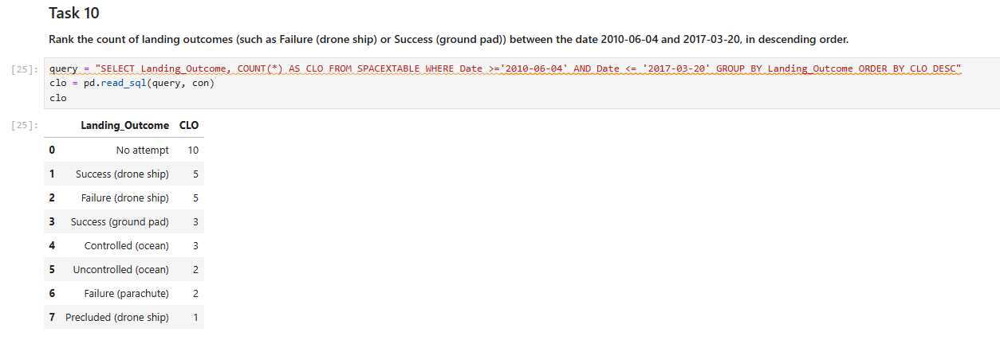 Task 10
Rank the count of landing outcomes (such as Failure (drone ship) or Success (ground pad)) between the date 2010-06-04 and 2017-03-20, in descending order.
[25]: query = "SELECT Landing_Outcome, COUNT(*) AS CLO FROM SPACEXTABLE WHERE Date >='2010-06-04' AND Date <= '2017-03-20' GROUP BY Landing_Outcome ORDER BY CLO DESC"
clo = pd.read_sql(query, con)
clo
[25]: Landing_Outcome CLO
0 No attempt 10
1 Success (drone ship) 5
2 Failure (drone ship) 5
3 Success (ground pad) 3
4 Controlled (ocean) 3
5 Uncontrolled (ocean) 2
6 Failure (parachute) 2
7 Precluded (drone ship) 1